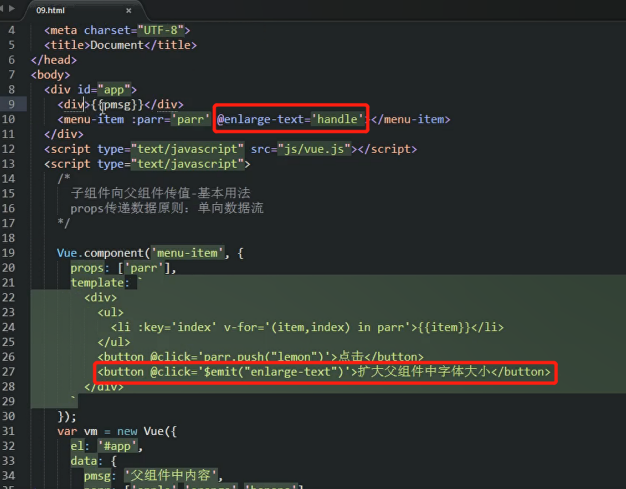 09.html ×
4 <meta charset="UTF-8">
5 <title>Document</title>
6 </head>
7 <body>
8 <div id="app">
9 <div>{{pmsg}}</div>
10 <menu-item :parr='parr' @enlarge-text='handle'></menu-item>
11 </div>
12 <script type="text/javascript" src="js/vue.js"></script>
13 <script type="text/javascript">
14 /*
15 子组件向父组件传值-基本用法
16 props传递数据原则：单向数据流
17 */
18
19 Vue.component('menu-item', {
20 props: ['parr'],
21 template: `
22 <div>
23 <ul>
24 <li :key='index' v-for='(item,index) in parr'>{{item}}</li>
25 </ul>
26 <button @click='parr.push("lemon")'>点击</button>
27 <button @click='$emit("enlarge-text")'>扩大父组件中字体大小</button>
28 </div>
29 `
30 });
31 var vm = new Vue({
32 el: '#app',
33 data: {
34 pmsg: '父组件中内容',